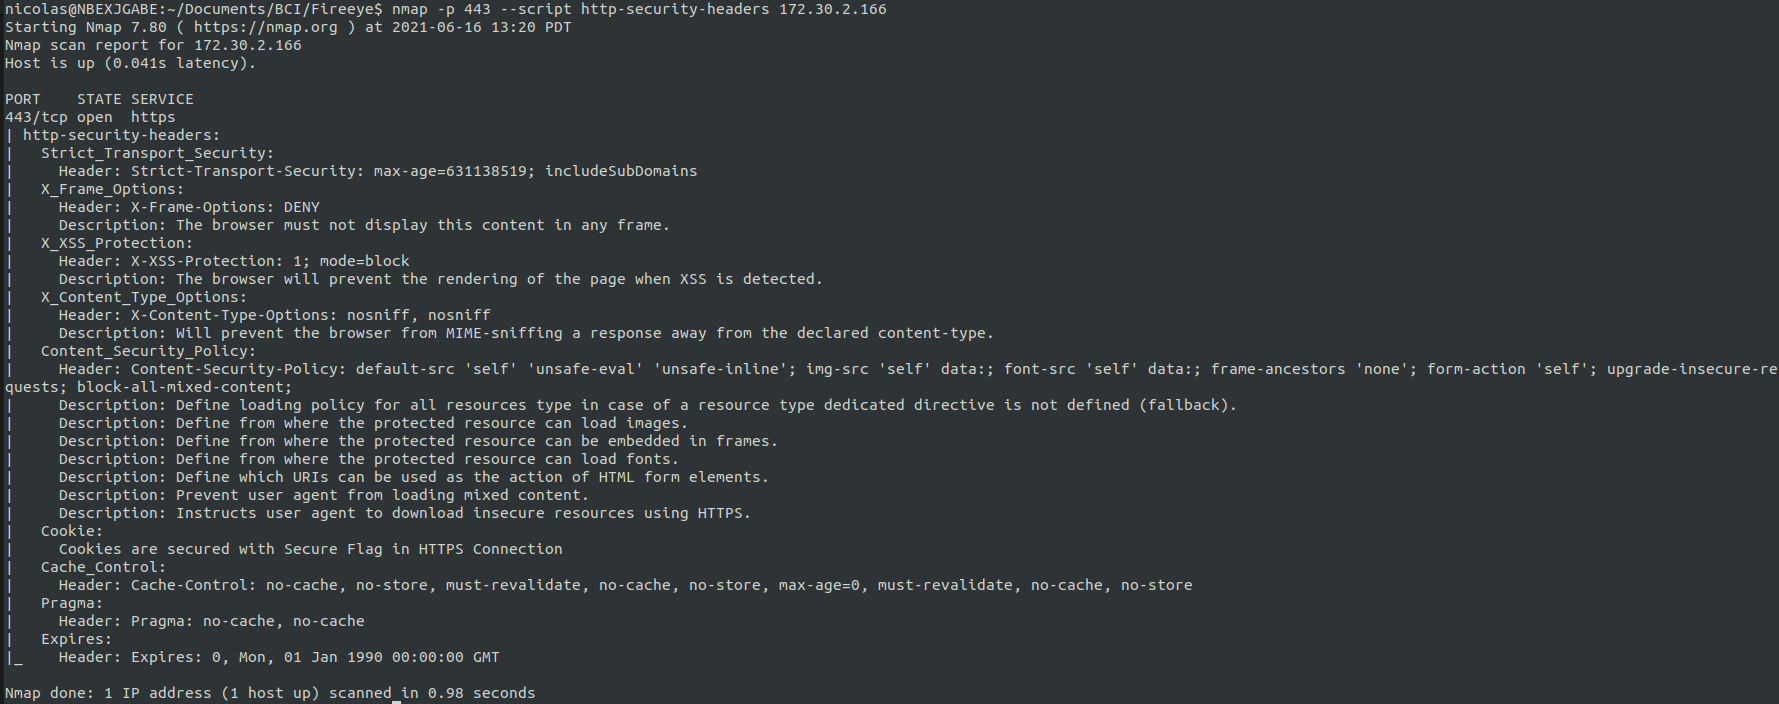 nicolas@NBEXJGABE:~/Documents/BCI/Fireeye$ nmap -p 443 --script http-security-headers 172.30.2.166
Starting Nmap 7.80 ( https://nmap.org ) at 2021-06-16 13:20 PDT
Nmap scan report for 172.30.2.166
Host is up (0.041s latency).

PORT    STATE SERVICE
443/tcp open  https
| http-security-headers:
|   Strict_Transport_Security:
|     Header: Strict-Transport-Security: max-age=631138519; includeSubDomains
|   X_Frame_Options:
|     Header: X-Frame-Options: DENY
|     Description: The browser must not display this content in any frame.
|   X_XSS_Protection:
|     Header: X-XSS-Protection: 1; mode=block
|     Description: The browser will prevent the rendering of the page when XSS is detected.
|   X_Content_Type_Options:
|     Header: X-Content-Type-Options: nosniff, nosniff
|     Description: Will prevent the browser from MIME-sniffing a response away from the declared content-type.
|   Content_Security_Policy:
|     Header: Content-Security-Policy: default-src 'self' 'unsafe-eval' 'unsafe-inline'; img-src 'self' data:; font-src 'self' data:; frame-ancestors 'none'; form-action 'self'; upgrade-insecure-re
quests; block-all-mixed-content;
|     Description: Define loading policy for all resources type in case of a resource type dedicated directive is not defined (fallback).
|     Description: Define from where the protected resource can load images.
|     Description: Define from where the protected resource can be embedded in frames.
|     Description: Define from where the protected resource can load fonts.
|     Description: Define which URIs can be used as the action of HTML form elements.
|     Description: Prevent user agent from loading mixed content.
|     Description: Instructs user agent to download insecure resources using HTTPS.
|   Cookie:
|     Cookies are secured with Secure Flag in HTTPS Connection
|   Cache_Control:
|     Header: Cache-Control: no-cache, no-store, must-revalidate, no-cache, no-store, max-age=0, must-revalidate, no-cache, no-store
|   Pragma:
|     Header: Pragma: no-cache, no-cache
|   Expires:
|_    Header: Expires: 0, Mon, 01 Jan 1990 00:00:00 GMT

Nmap done: 1 IP address (1 host up) scanned in 0.98 seconds